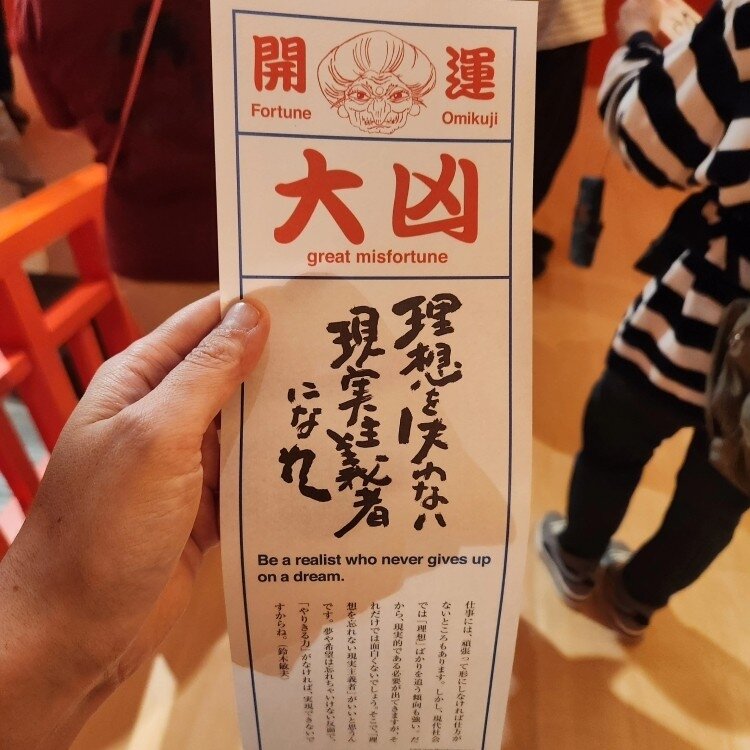 開運
Fortune Omikuji
大凶
great misfortune
理想を失わない
現実主義者
になれ
Be a realist who never gives up
on a dream.
仕事には、頑張って形にしなければ仕方が
ないところもあります。しかし、現代社会
では「理想」ばかりを追う傾向も強い。だ
から、現実的である必要が出てきますが、そ
れだけでは面白くないでしょう。そこで、「理
想を忘れない現実主義者」がいいと思うん
です。夢や希望は忘れちゃいけない反面で、
「やりきる力」がなければ、実現できないで
すからね。（鈴木敏夫